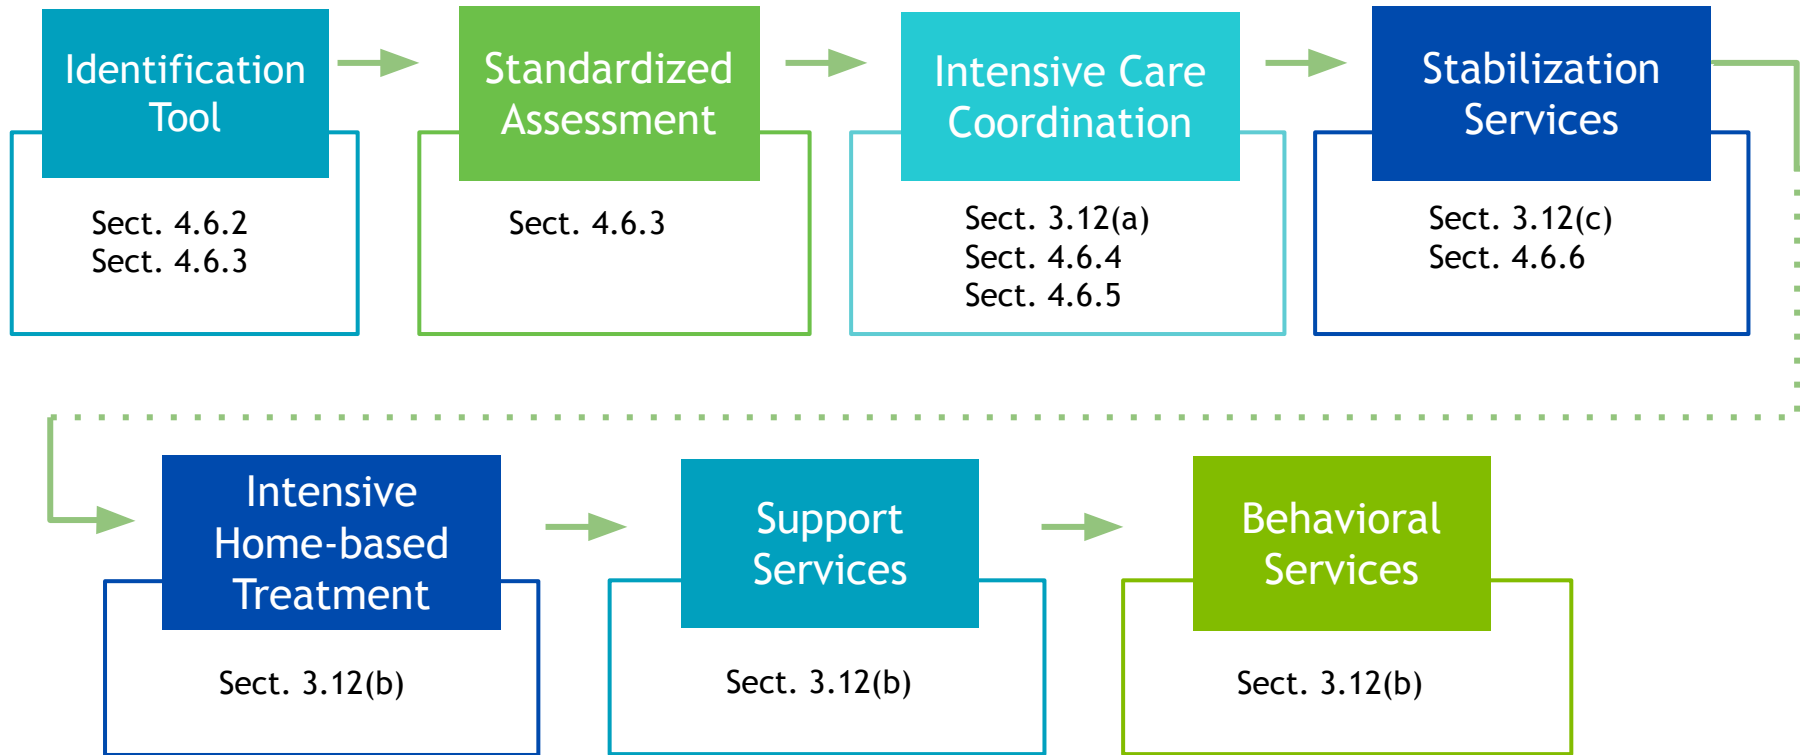 Identification
Tool
Sect. 4.6.2
Sect. 4.6.3
Standardized
Assessment
Sect. 4.6.3
Intensive Care
Coordination
Sect. 3.12(a)
Sect. 4.6.4
Sect. 4.6.5
Stabilization
Services
Sect. 3.12(c)
Sect. 4.6.6
Intensive
Home-based
Treatment
Sect. 3.12(b)
Support
Services
Sect. 3.12(b)
Behavioral
Services
Sect. 3.12(b)